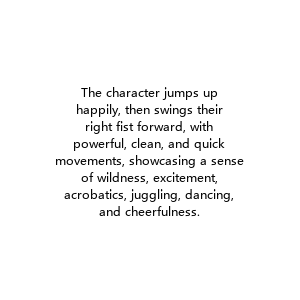 The character jumps up
happily, then swings their
right fist forward, with
powerful, clean, and quick
movements, showcasing a sense
of wildness, excitement,
acrobatics, juggling, dancing,
and cheerfulness.